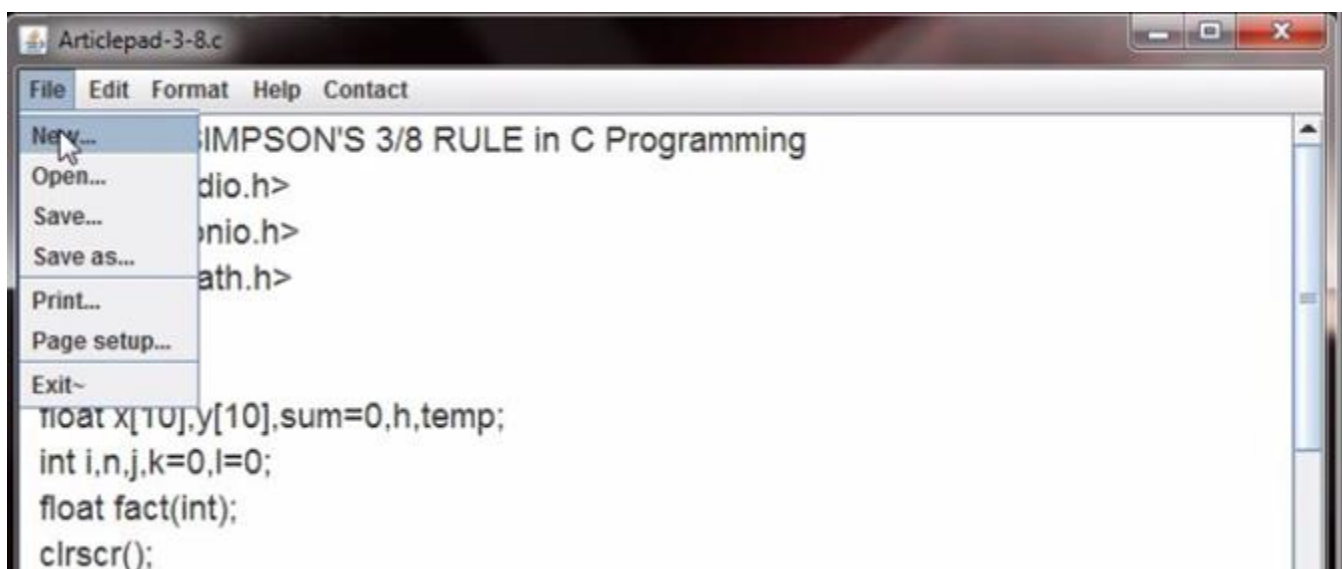 Articlepad-3-8.c
File Edit Format Help Contact
New...
Open...
Save...
Save as...
Print...
Page setup...
Exit~
SIMPSON'S 3/8 RULE in C Programming
dio.h>
onio.h>
ath.h>
float x[10],y[10],sum=0,h,temp;
int i,n,j,k=0,l=0;
float fact(int);
clrscr();